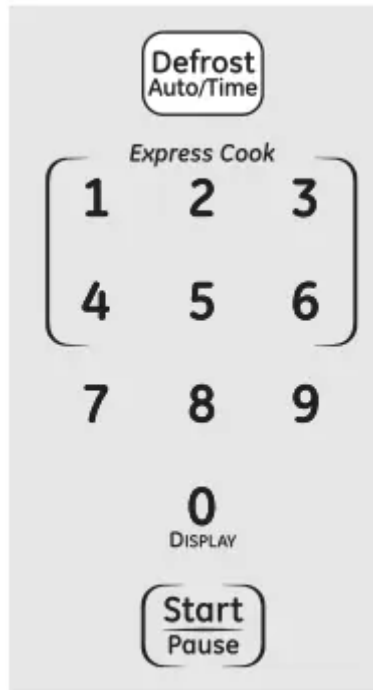 Defrost
Auto/Time
Express Cook
1 2 3
4 5 6
7 8 9
0
DISPLAY
Start
Pause